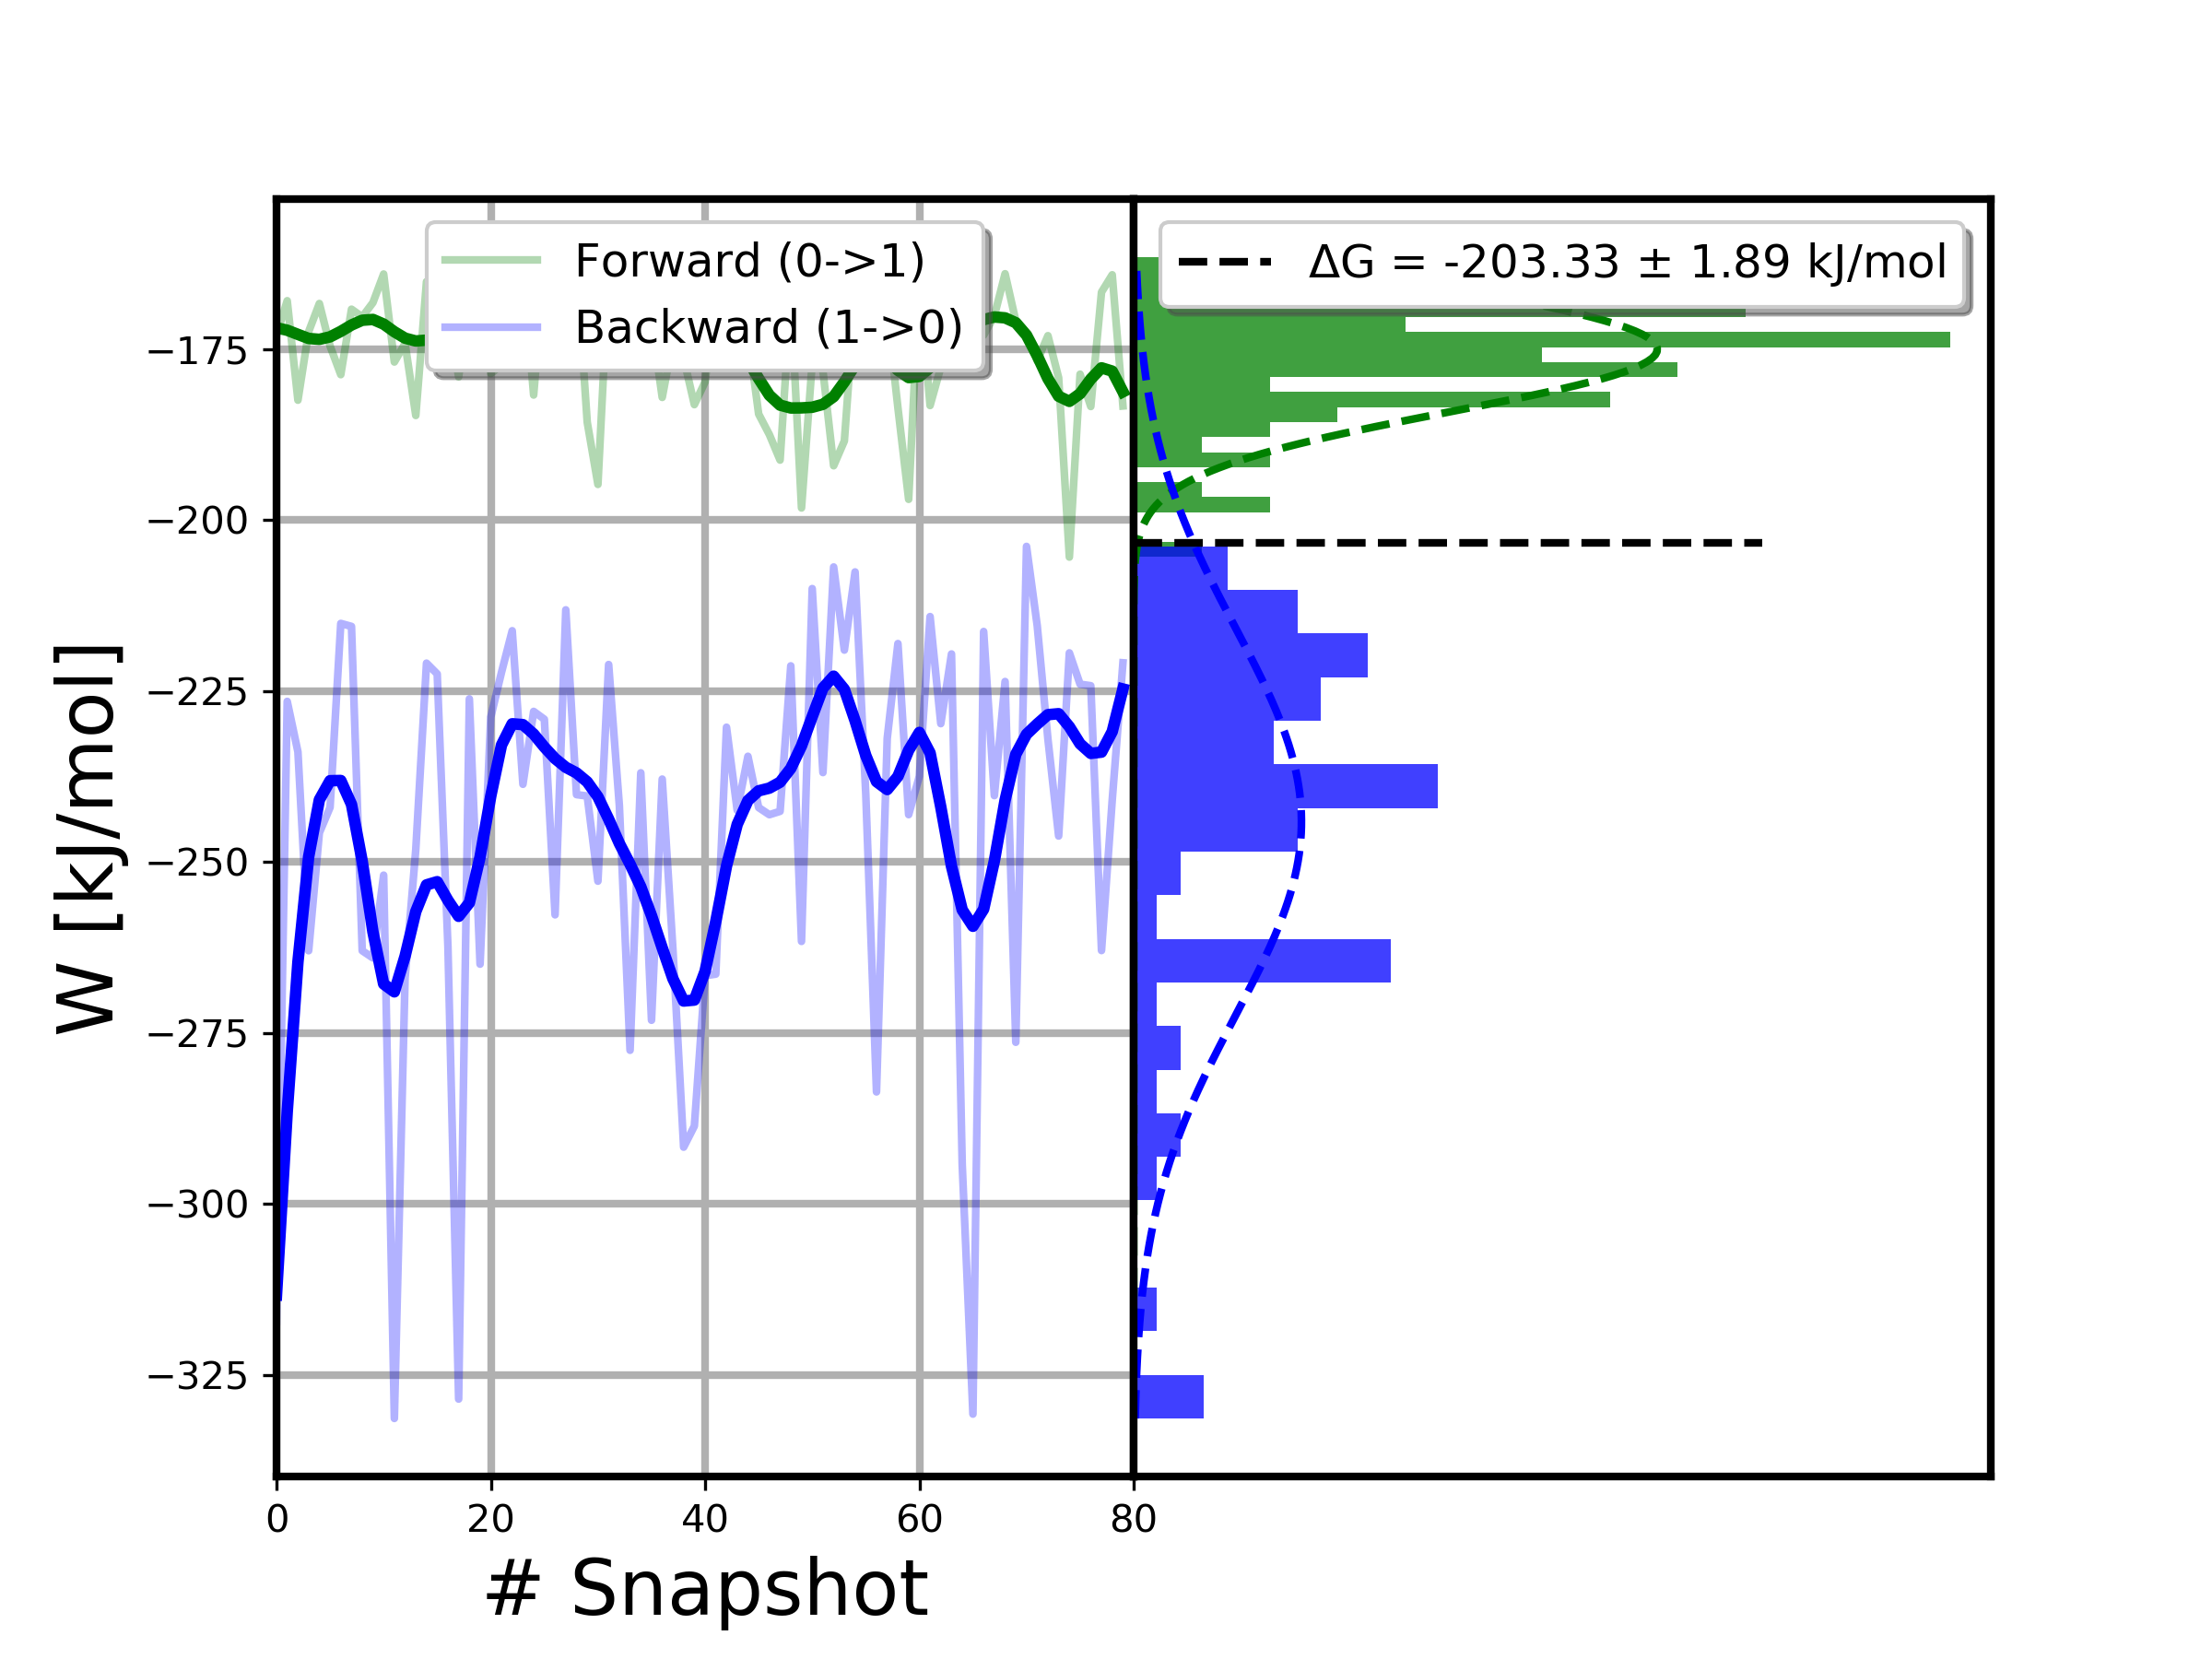 Forward (0->1)
Backward (1->0)
ΔG = -203.33 ± 1.89 kJ/mol
W [kJ/mol]
−175
−200
−225
−250
−275
−300
−325
0 20 40 60 80
# Snapshot